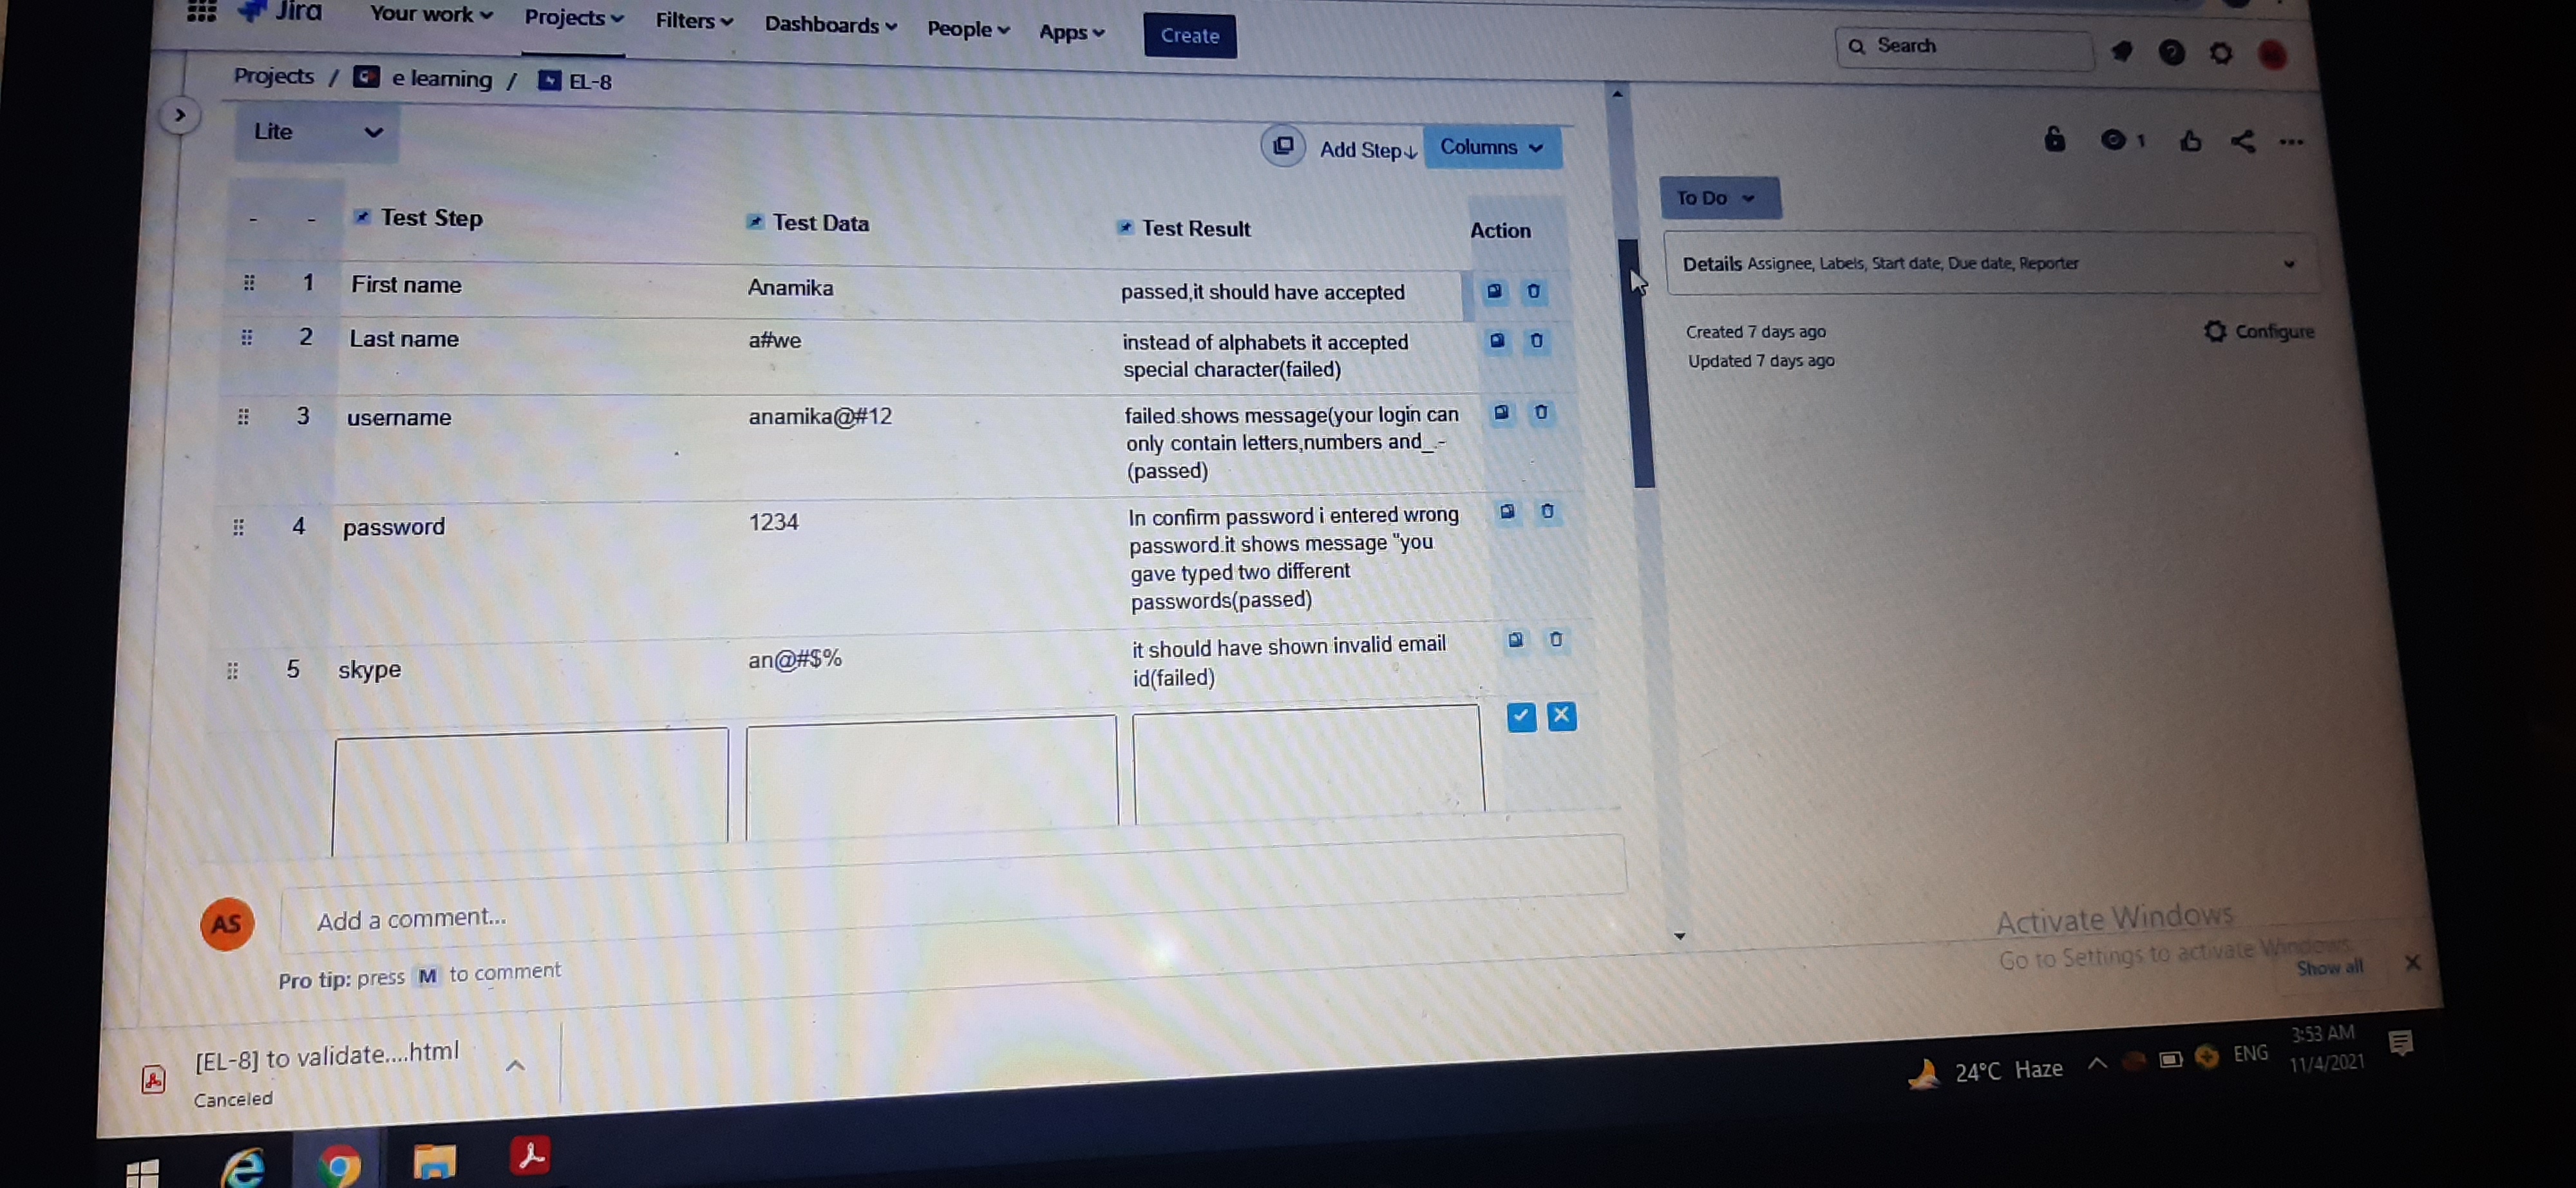 Jira Your work Projects Filters Dashboards People Apps Create Search
Projects / e learning / EL-8
Lite
Add Step↓ Columns
1
To Do
- - Test Step Test Data Test Result Action
Details Assignee, Labels, Start date, Due date, Reporter
1 First name Anamika passed,it should have accepted
Created 7 days ago Configure
Updated 7 days ago
2 Last name a#we instead of alphabets it accepted
special character(failed)
3 username anamika@#12 failed.shows message(your login can
only contain letters,numbers and_.-
(passed)
4 password 1234 In confirm password i entered wrong
password.it shows message "you
gave typed two different
passwords(passed)
5 skype an@#$% it should have shown invalid email
id(failed)
AS Add a comment...
Pro tip: press M to comment
Activate Windows
Go to Settings to activate Windows.
Show all
[EL-8] to validate....html
Canceled
24°C Haze ENG 3:53 AM
11/4/2021